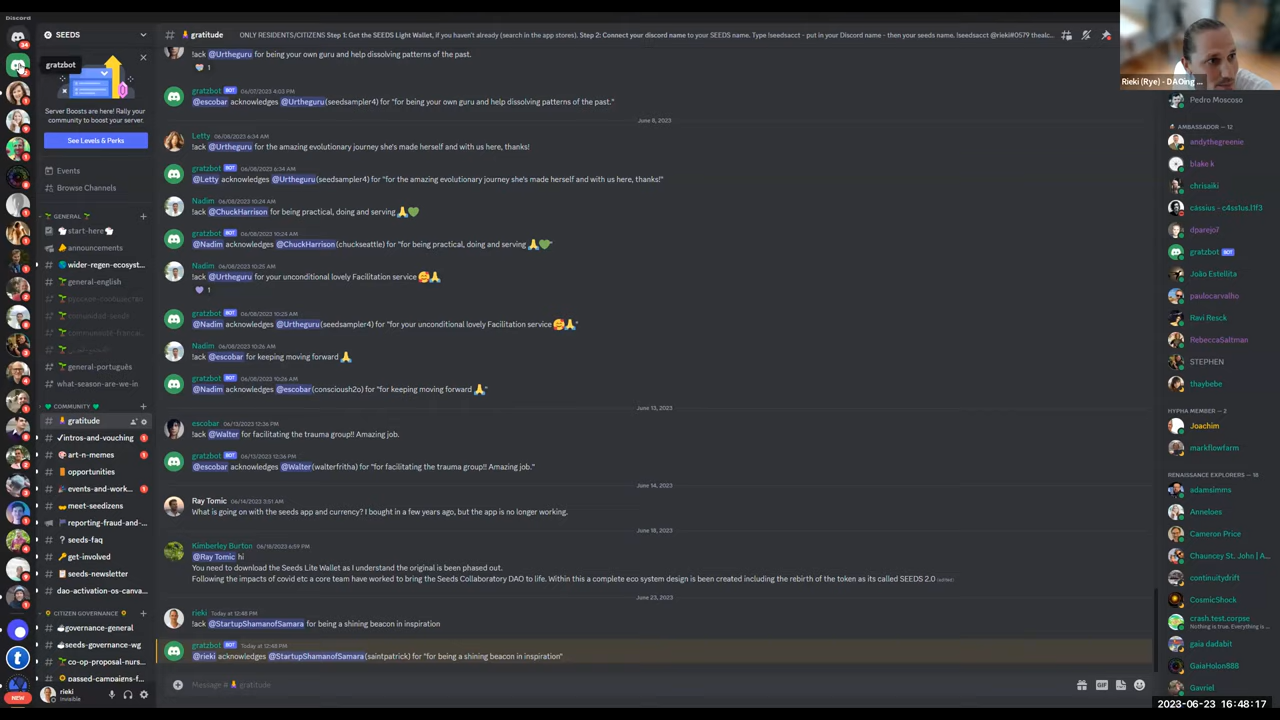 Discord
gratzbot
SEEDS
Server Boosts are here! Rally your
community to boost your server.
See Levels & Perks
Events
Browse Channels
GENERAL
start-here
announcements
wider-regen-ecosyst...
general-english
general-português
what-season-are-we-in
COMMUNITY
gratitude
intros-and-vouching
art-n-memes
opportunities
events-and-work...
meet-seedizens
reporting-fraud-and-...
seeds-faq
get-involved
seeds-newsletter
dao-activation-os-canva...
CITIZEN GOVERNANCE
governance-general
seeds-governance-wg
co-op-proposal-nurs...
passed-campaigns-f...
NEW
rieki
Invisible
gratitude
ONLY RESIDENTS/CITIZENS Step 1: Get the SEEDS Light Wallet, if you haven't already (search in the app stores). Step 2: Connect your discord name to your SEEDS name. Type !seedsacct - put in your Discord name - then your seeds name. !seedsacct @rieki#0579 thealc...
!ack @Urtheguru for being your own guru and help dissolving patterns of the past.
1
gratzbot BOT 06/07/2023 4:03 PM
@escobar acknowledges @Urtheguru(seedsampler4) for "for being your own guru and help dissolving patterns of the past."
June 8, 2023
Letty 06/08/2023 6:34 AM
!ack @Urtheguru for the amazing evolutionary journey she's made herself and with us here, thanks!
gratzbot BOT 06/08/2023 6:34 AM
@Letty acknowledges @Urtheguru(seedsampler4) for "for the amazing evolutionary journey she's made herself and with us here, thanks!"
Nadim 06/08/2023 10:24 AM
!ack @ChuckHarrison for being practical, doing and serving 🙏💚
gratzbot BOT 06/08/2023 10:24 AM
@Nadim acknowledges @ChuckHarrison(chuckseattle) for "for being practical, doing and serving 🙏💚"
Nadim 06/08/2023 10:25 AM
!ack @Urtheguru for your unconditional lovely Facilitation service 🥰🙏
1
gratzbot BOT 06/08/2023 10:25 AM
@Nadim acknowledges @Urtheguru(seedsampler4) for "for your unconditional lovely Facilitation service 🥰🙏"
Nadim 06/08/2023 10:26 AM
!ack @escobar for keeping moving forward 🙏
gratzbot BOT 06/08/2023 10:26 AM
@Nadim acknowledges @escobar(conscioush2o) for "for keeping moving forward 🙏"
June 13, 2023
escobar 06/13/2023 12:36 PM
!ack @Walter for facilitating the trauma group!! Amazing job.
gratzbot BOT 06/13/2023 12:36 PM
@escobar acknowledges @Walter(walterfritha) for "for facilitating the trauma group!! Amazing job."
June 14, 2023
Ray Tomic 06/14/2023 3:51 AM
What is going on with the seeds app and currency? I bought in a few years ago, but the app is no longer working.
June 18, 2023
Kimberley Burton 06/18/2023 6:59 PM
@Ray Tomic hi
You need to download the Seeds Lite Wallet as I understand the original is been phased out.
Following the impacts of covid etc a core team have worked to bring the Seeds Collaboratory DAO to life. Within this a complete eco system design is been created including the rebirth of the token as its called SEEDS 2.0 (edited)
June 23, 2023
rieki Today at 12:48 PM
!ack @StartupShamanofSamara for being a shining beacon in inspiration
gratzbot BOT Today at 12:48 PM
@rieki acknowledges @StartupShamanofSamara(saintpatrick) for "for being a shining beacon in inspiration"
Message #gratitude
GIF
Rieki (Rye) - DAOing ...
Pedro Moscoso
AMBASSADOR — 12
andythegreenie
blake.k
chrisaiki
cássius - c4ss1us.l1f3
dparejo7
gratzbot BOT
João Estellita
paulocarvalho
Ravi Resck
RebeccaSaltman
STEPHEN
thaybebe
HYPHA MEMBER — 2
Joachim
markflowfarm
RENAISSANCE EXPLORERS — 18
adamsimms
Anneloes
Cameron Price
Chauncey St. John | A...
continuitydrift
CosmicShock
crash.test.corpse
Nothing is true. Everything is ...
gaia dadabit
GaiaHolon888
Gavriel
2023-06-23 16:48:17